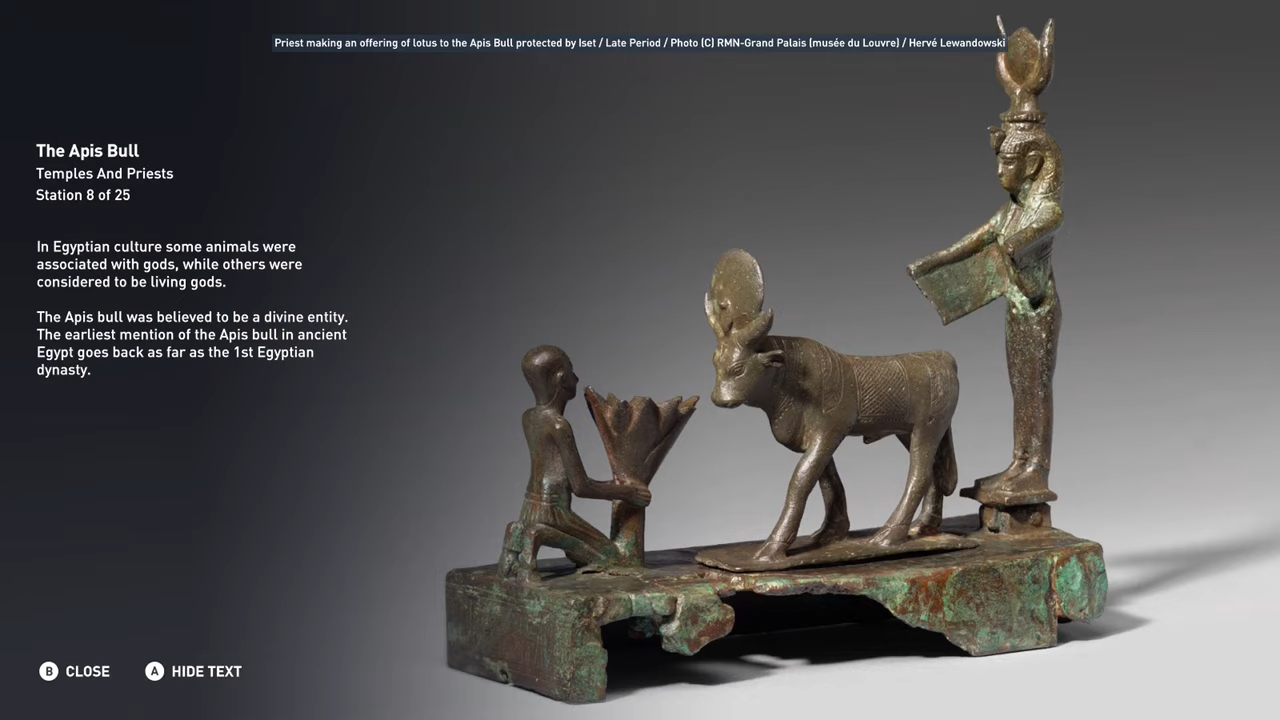 Priest making an offering of lotus to the Apis Bull protected by Iset / Late Period / Photo (C) RMN-Grand Palais (musée du Louvre) / Hervé Lewandowski
The Apis Bull
Temples And Priests
Station 8 of 25
In Egyptian culture some animals were
associated with gods, while others were
considered to be living gods.
The Apis bull was believed to be a divine entity.
The earliest mention of the Apis bull in ancient
Egypt goes back as far as the 1st Egyptian
dynasty.
B CLOSE A HIDE TEXT